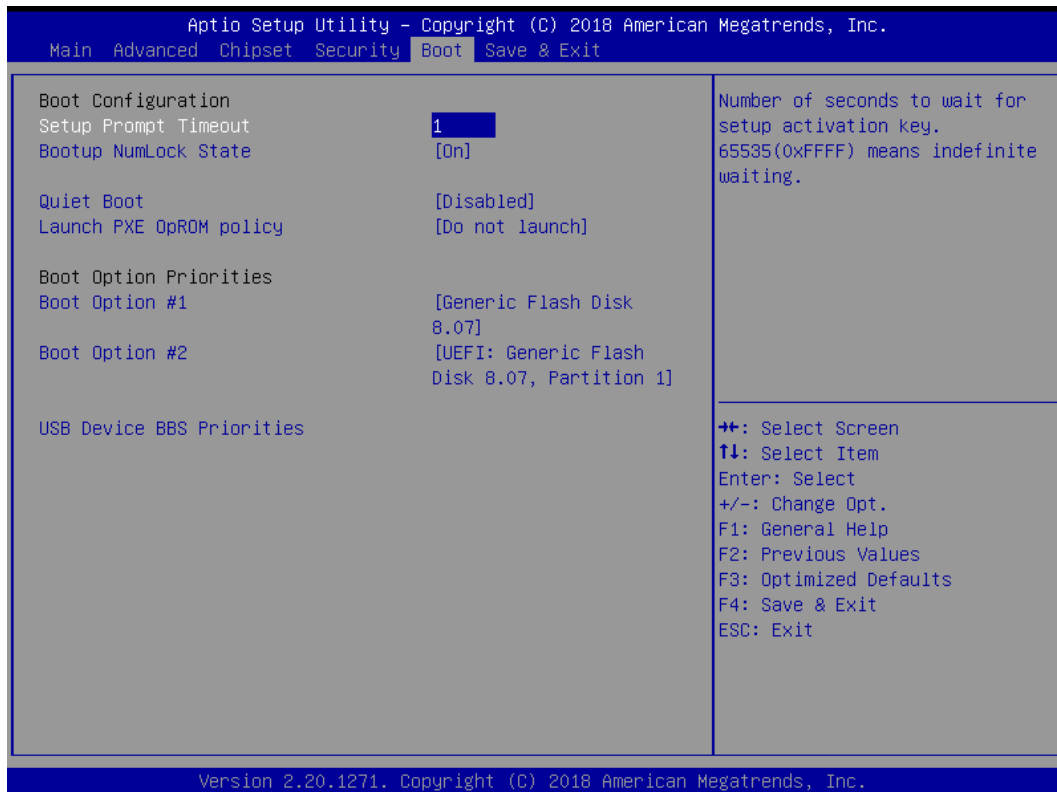 Aptio Setup Utility – Copyright (C) 2018 American Megatrends, Inc.
Main Advanced Chipset Security Boot Save & Exit
Boot Configuration
Setup Prompt Timeout 1
Bootup NumLock State [On]
Quiet Boot [Disabled]
Launch PXE OpROM policy [Do not launch]
Boot Option Priorities
Boot Option #1 [Generic Flash Disk
8.07]
Boot Option #2 [UEFI: Generic Flash
Disk 8.07, Partition 1]
USB Device BBS Priorities
Number of seconds to wait for
setup activation key.
65535(0xFFFF) means indefinite
waiting.
→←: Select Screen
↑↓: Select Item
Enter: Select
+/-: Change Opt.
F1: General Help
F2: Previous Values
F3: Optimized Defaults
F4: Save & Exit
ESC: Exit
Version 2.20.1271. Copyright (C) 2018 American Megatrends, Inc.